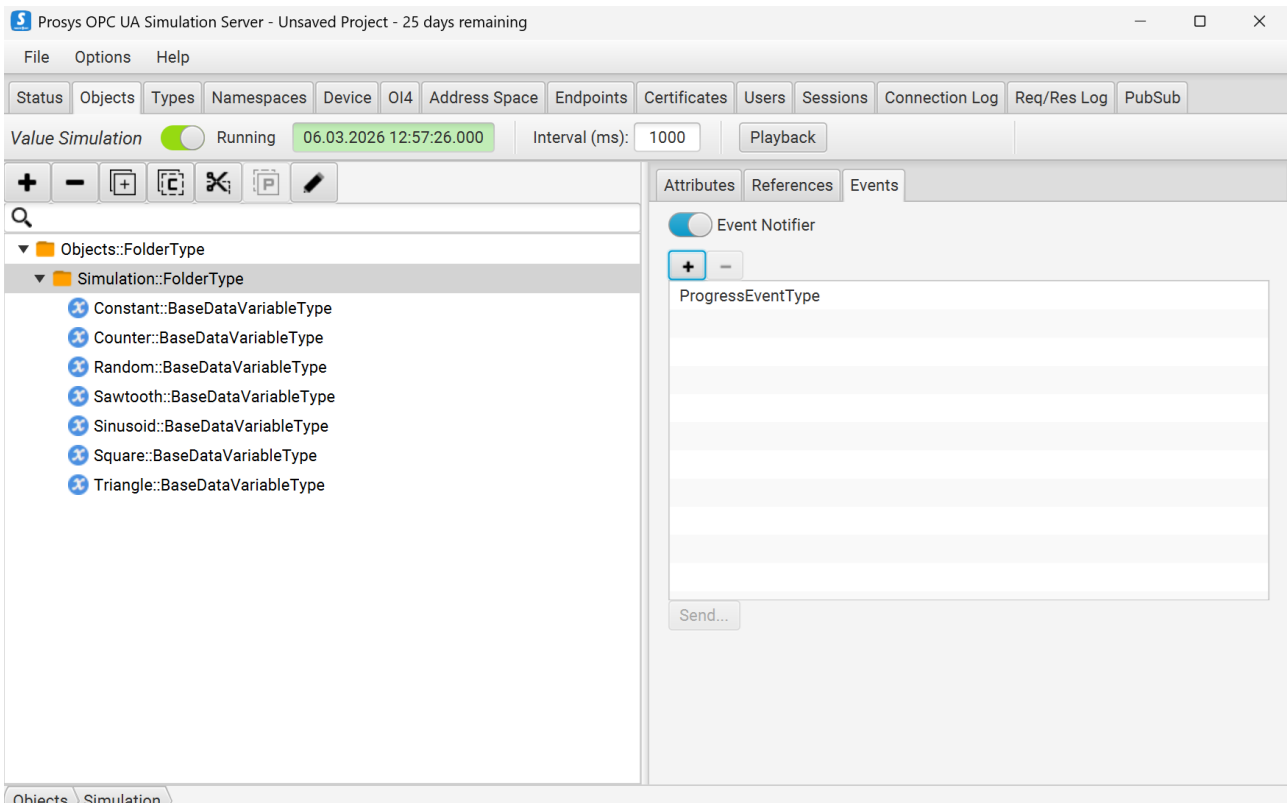 Prosys OPC UA Simulation Server - Unsaved Project - 25 days remaining
File Options Help
Status Objects Types Namespaces Device OI4 Address Space Endpoints Certificates Users Sessions Connection Log Req/Res Log PubSub
Value Simulation Running 06.03.2026 12:57:26.000 Interval (ms): 1000 Playback
Attributes References Events
Event Notifier
Objects::FolderType
Simulation::FolderType
Constant::BaseDataVariableType
Counter::BaseDataVariableType
Random::BaseDataVariableType
Sawtooth::BaseDataVariableType
Sinusoid::BaseDataVariableType
Square::BaseDataVariableType
Triangle::BaseDataVariableType
ProgressEventType
Send...
Objects Simulation